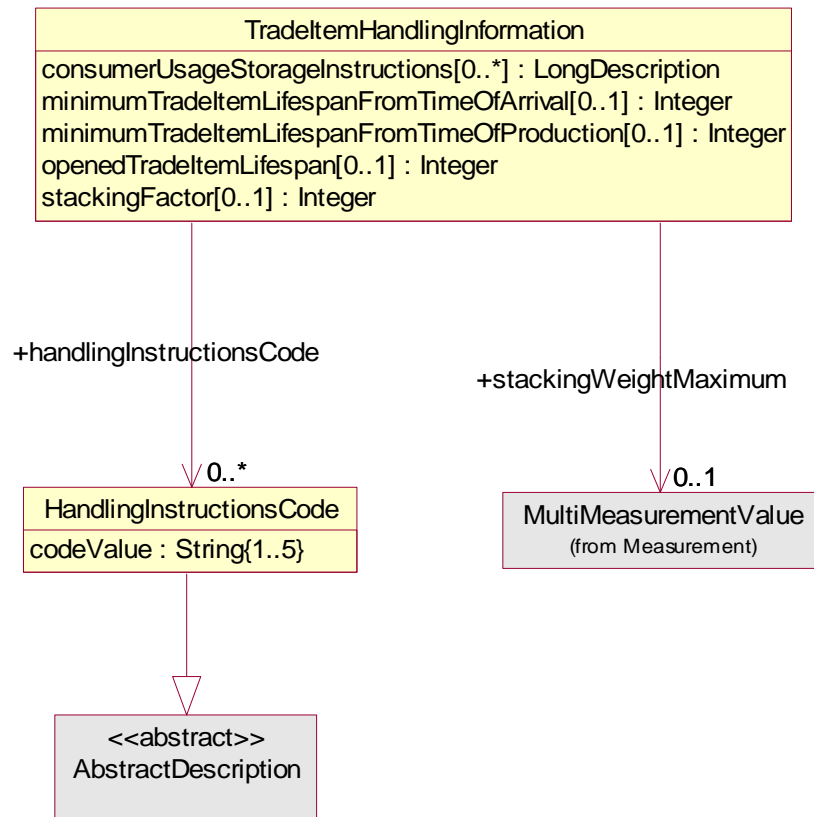 TradeItemHandlingInformation
consumerUsageStorageInstructions[0..*] : LongDescription
minimumTradeItemLifespanFromTimeOfArrival[0..1] : Integer
minimumTradeItemLifespanFromTimeOfProduction[0..1] : Integer
openedTradeItemLifespan[0..1] : Integer
stackingFactor[0..1] : Integer
+handlingInstructionsCode
+stackingWeightMaximum
0..*
0..1
HandlingInstructionsCode
codeValue : String{1..5}
MultiMeasurementValue
(from Measurement)
<<abstract>>
AbstractDescription